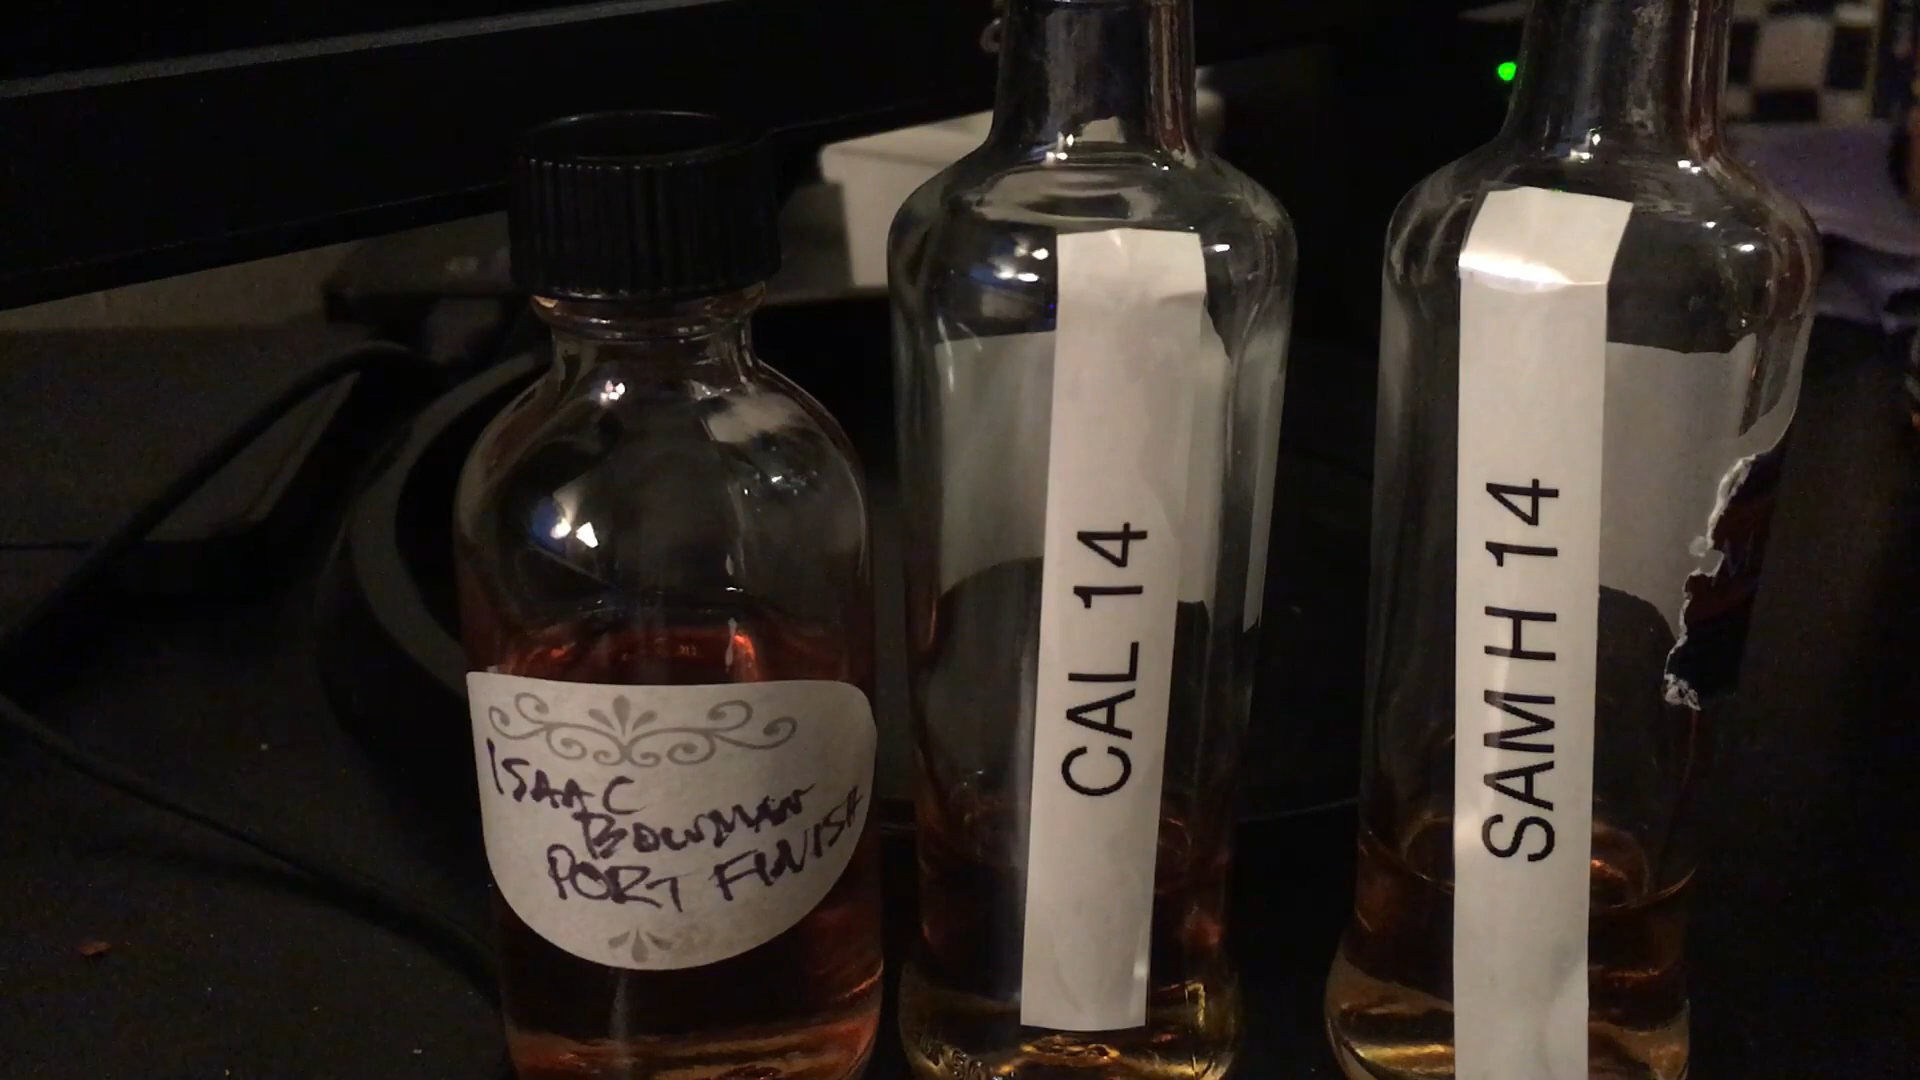 ISAAC
BOWMAN
PORT FINISH
CAL 14
SAM H 14